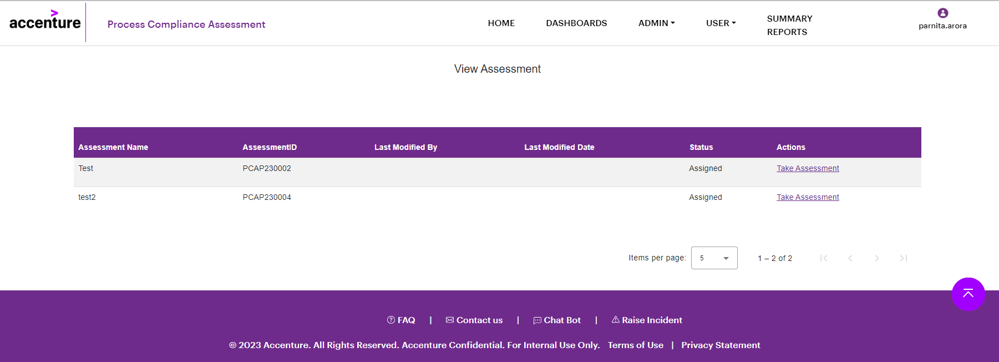 accenture
Process Compliance Assessment
HOME
DASHBOARDS
ADMIN
USER
SUMMARY
REPORTS
parnita.arora
View Assessment
Assessment Name AssessmentID Last Modified By Last Modified Date Status Actions
Test PCAP230002 Assigned Take Assessment
test2 PCAP230004 Assigned Take Assessment
Items per page: 5 1 – 2 of 2
FAQ | Contact us | Chat Bot | Raise Incident
© 2023 Accenture. All Rights Reserved. Accenture Confidential. For Internal Use Only. Terms of Use | Privacy Statement